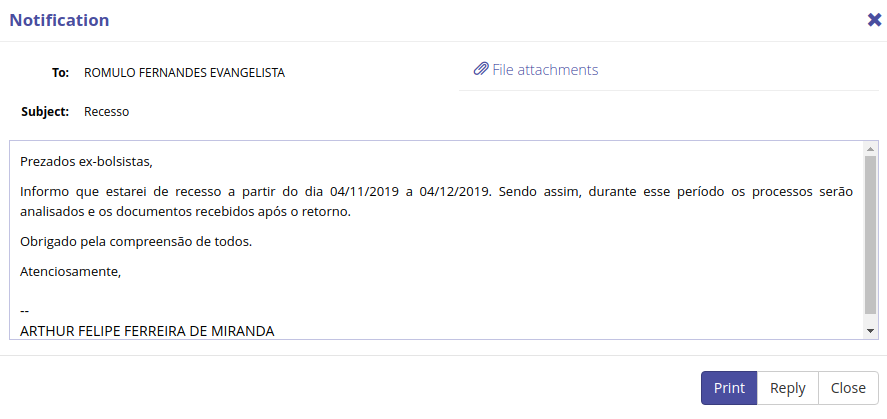 Notification
To: ROMULO FERNANDES EVANGELISTA
File attachments
Subject: Recesso
Prezados ex-bolsistas,
Informo que estarei de recesso a partir do dia 04/11/2019 a 04/12/2019. Sendo assim, durante esse período os processos serão
analisados e os documentos recebidos após o retorno.
Obrigado pela compreensão de todos.
Atenciosamente,
--
ARTHUR FELIPE FERREIRA DE MIRANDA
Print Reply Close